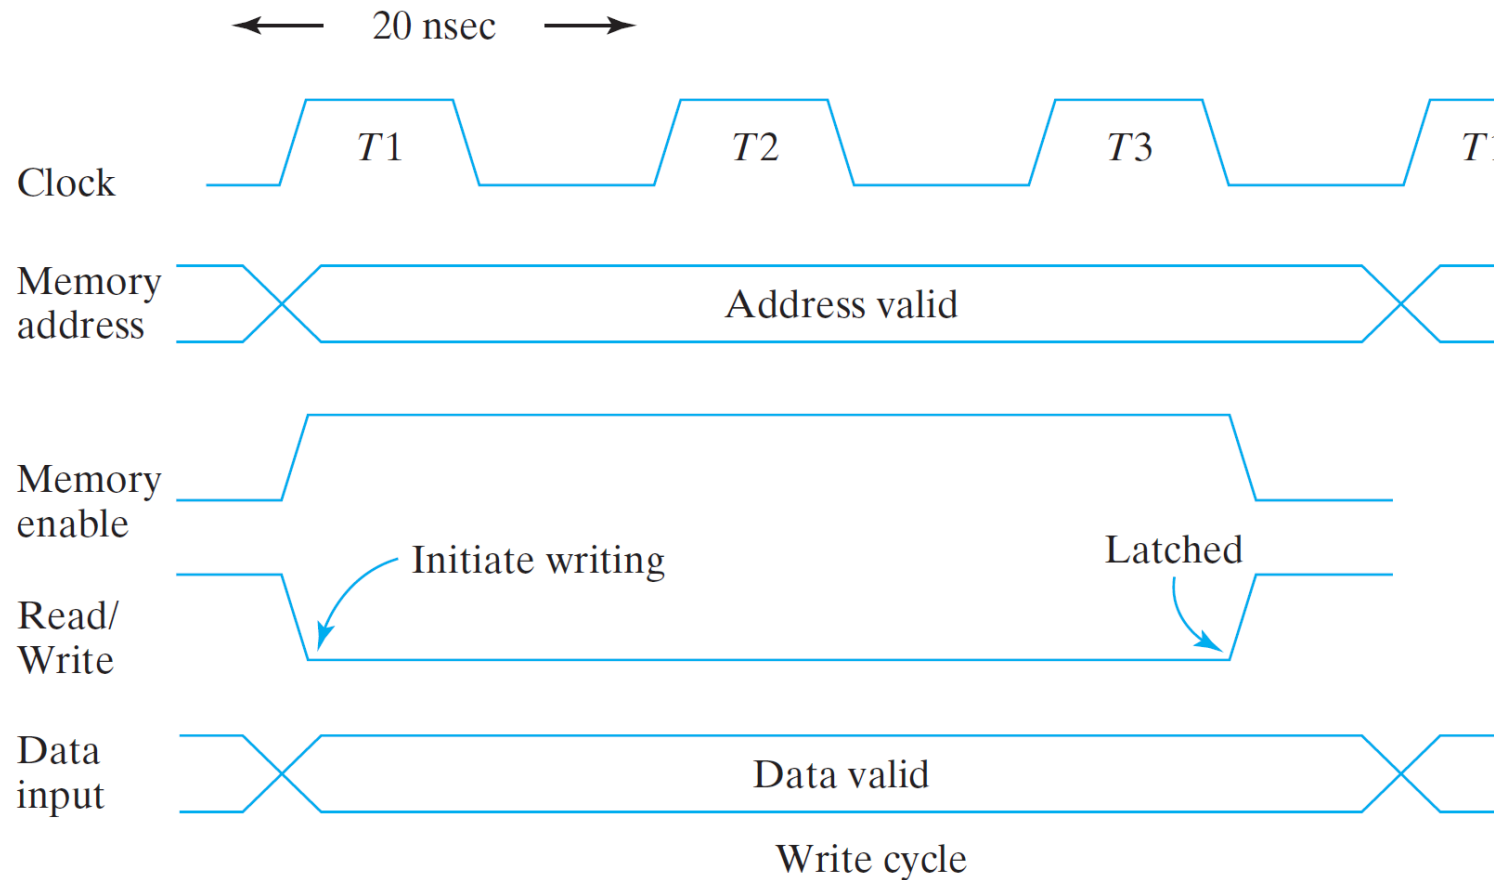 20 nsec
T1
T2
T3
Clock
Memory
address
Address valid
Memory
enable
Initiate writing
Latched
Read/
Write
Data
input
Data valid
Write cycle